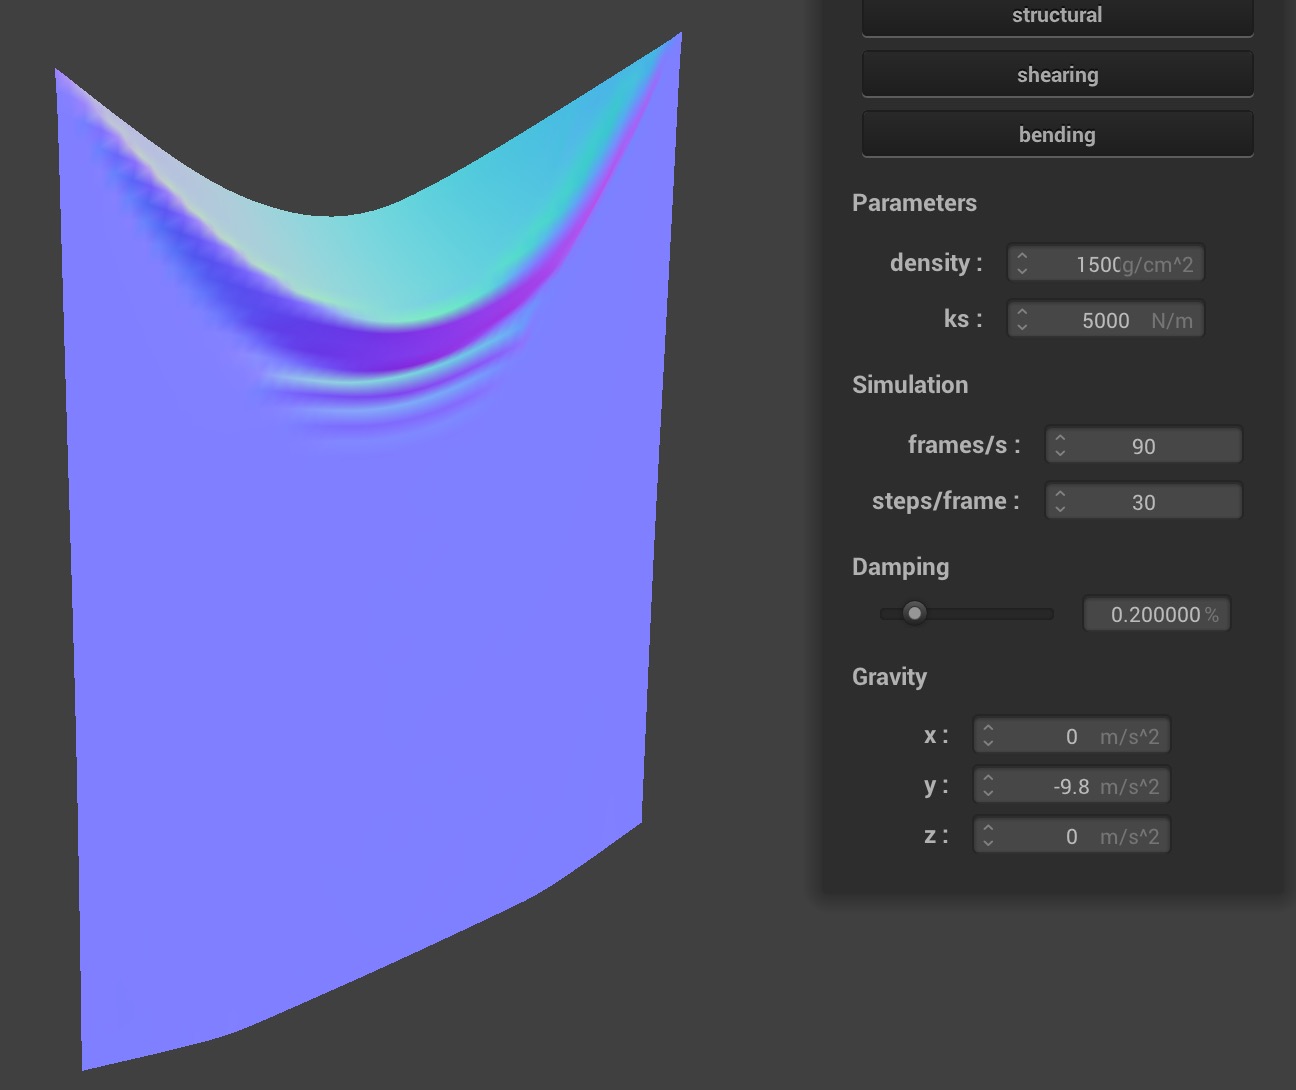 structural
shearing
bending
Parameters
density : 1500 g/cm^2
ks : 5000 N/m
Simulation
frames/s : 90
steps/frame : 30
Damping
0.200000 %
Gravity
x : 0 m/s^2
y : -9.8 m/s^2
z : 0 m/s^2